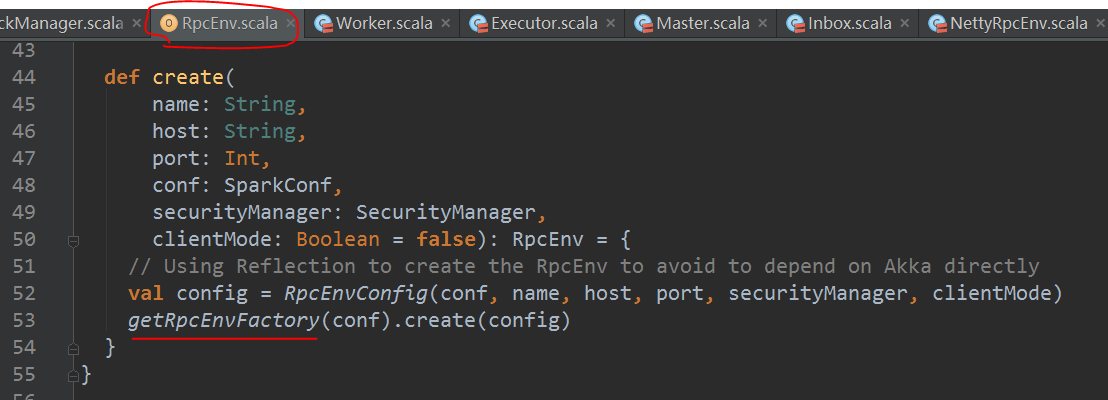 ckManager.scala × RpcEnv.scala × Worker.scala × Executor.scala × Master.scala × Inbox.scala × NettyRpcEnv.scala ×
43
44 def create(
45 name: String,
46 host: String,
47 port: Int,
48 conf: SparkConf,
49 securityManager: SecurityManager,
50 clientMode: Boolean = false): RpcEnv = {
51 // Using Reflection to create the RpcEnv to avoid to depend on Akka directly
52 val config = RpcEnvConfig(conf, name, host, port, securityManager, clientMode)
53 getRpcEnvFactory(conf).create(config)
54 }
55 }
56